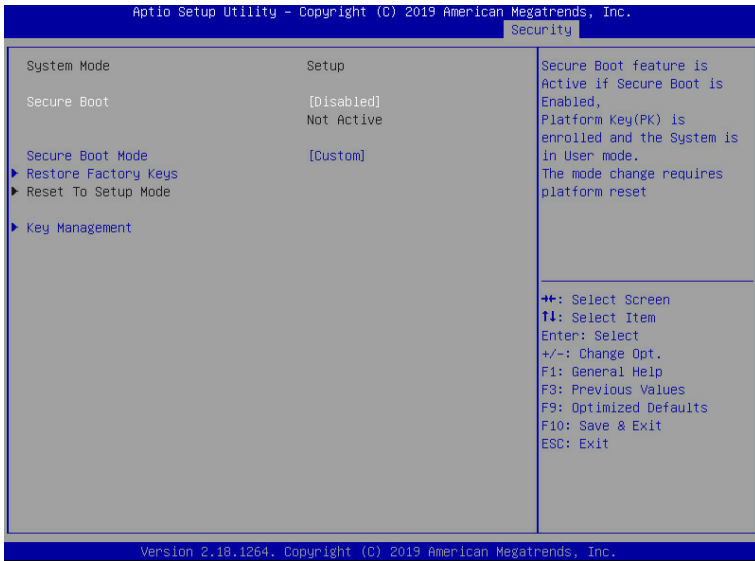 Aptio Setup Utility – Copyright (C) 2019 American Megatrends, Inc.
Security
System Mode Setup
Secure Boot [Disabled]
Not Active
Secure Boot Mode [Custom]
Restore Factory Keys
Reset To Setup Mode
Key Management
Secure Boot feature is
Active if Secure Boot is
Enabled,
Platform Key(PK) is
enrolled and the System is
in User mode.
The mode change requires
platform reset
→←: Select Screen
↑↓: Select Item
Enter: Select
+/-: Change Opt.
F1: General Help
F3: Previous Values
F9: Optimized Defaults
F10: Save & Exit
ESC: Exit
Version 2.18.1264. Copyright (C) 2019 American Megatrends, Inc.